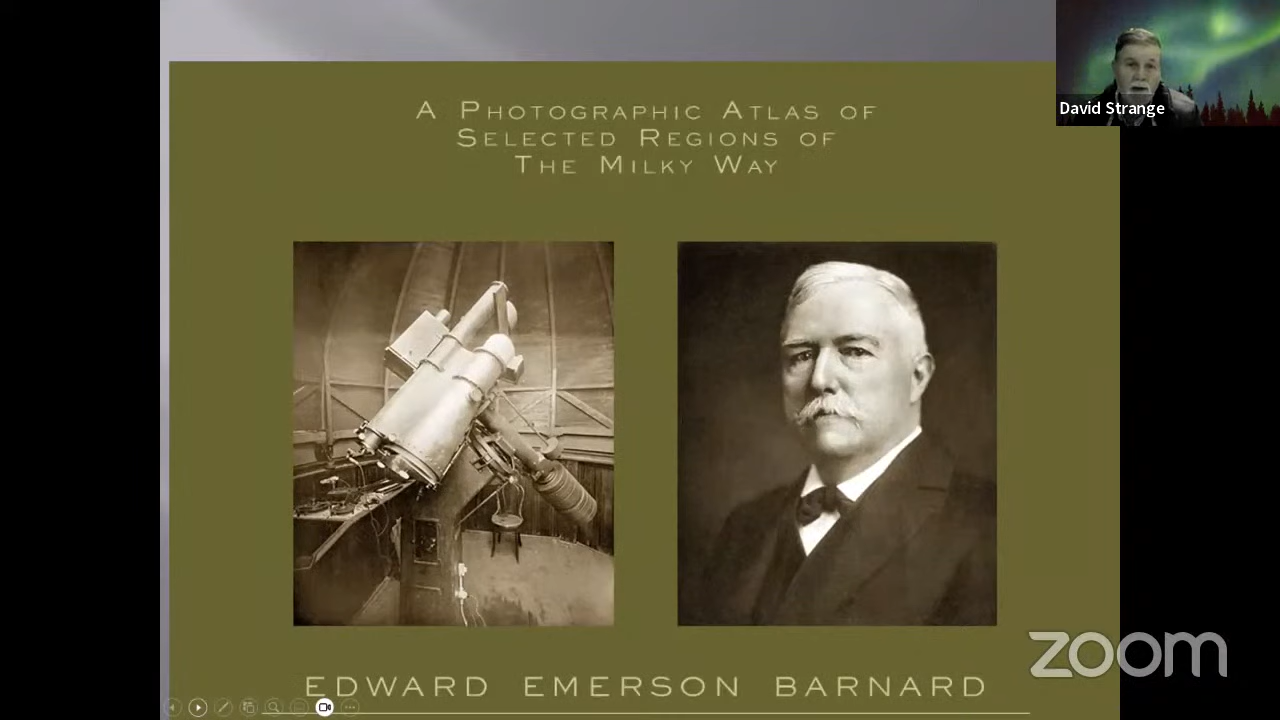 A PHOTOGRAPHIC ATLAS OF
SELECTED REGIONS OF
THE MILKY WAY
David Strange
EDWARD EMERSON BARNARD
zoom